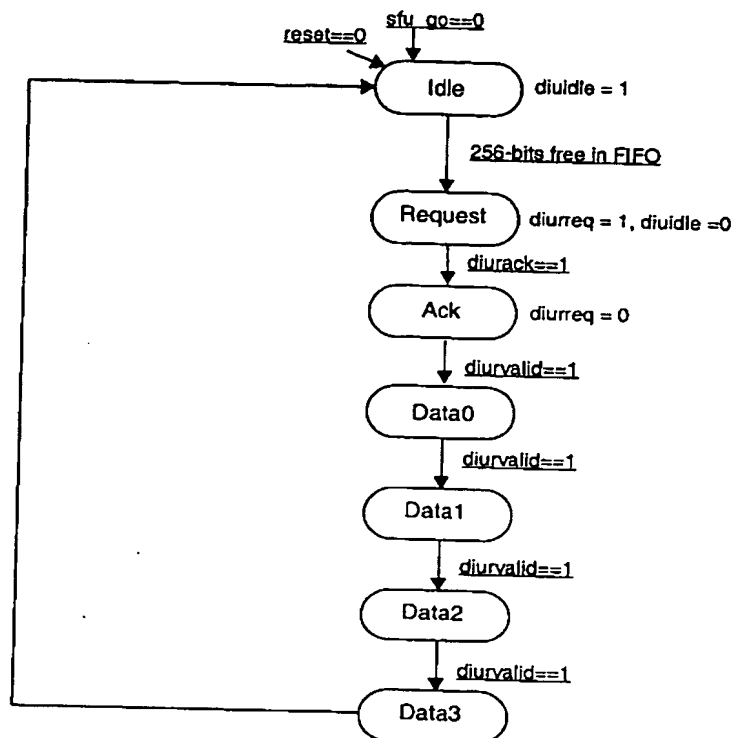 sfu_go==0
reset==0
Idle
diuidle = 1
256-bits free in FIFO
Request
diurreq = 1, diuidle =0
diurack==1
Ack
diurreq = 0
diurvalid==1
Data0
diurvalid==1
Data1
diurvalid==1
Data2
diurvalid==1
Data3